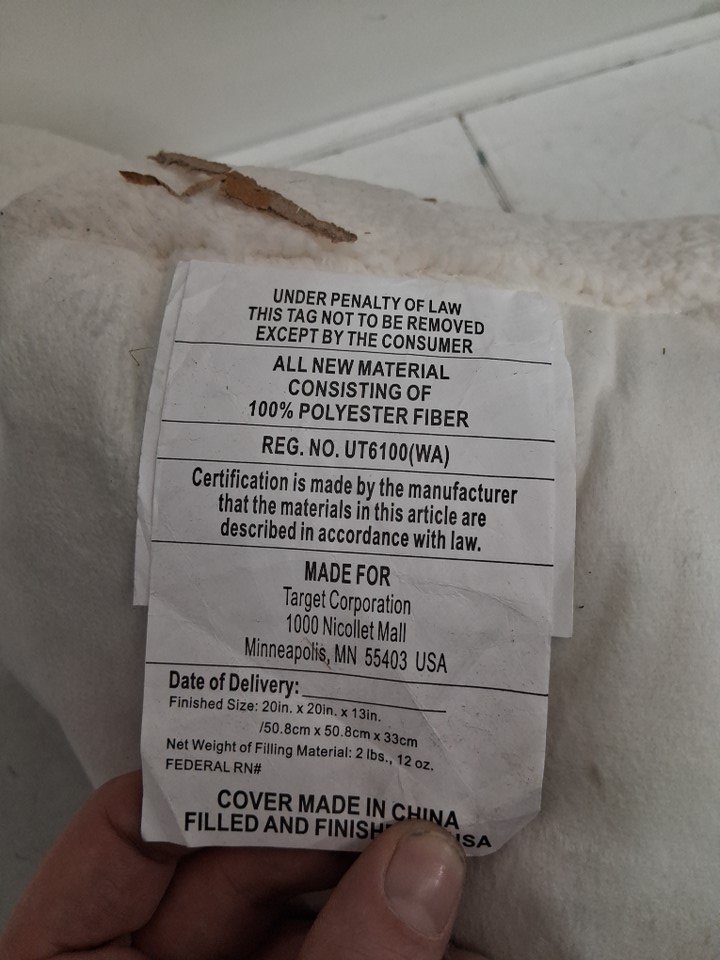 UNDER PENALTY OF LAW
THIS TAG NOT TO BE REMOVED
EXCEPT BY THE CONSUMER
ALL NEW MATERIAL
CONSISTING OF
100% POLYESTER FIBER
REG. NO. UT6100(WA)
Certification is made by the manufacturer
that the materials in this article are
described in accordance with law.
MADE FOR
Target Corporation
1000 Nicollet Mall
Minneapolis, MN 55403 USA
Date of Delivery:
Finished Size: 20in. x 20in. x 13in.
/50.8cm x 50.8cm x 33cm
Net Weight of Filling Material: 2 lbs., 12 oz.
FEDERAL RN#
COVER MADE IN CHINA
FILLED AND USA